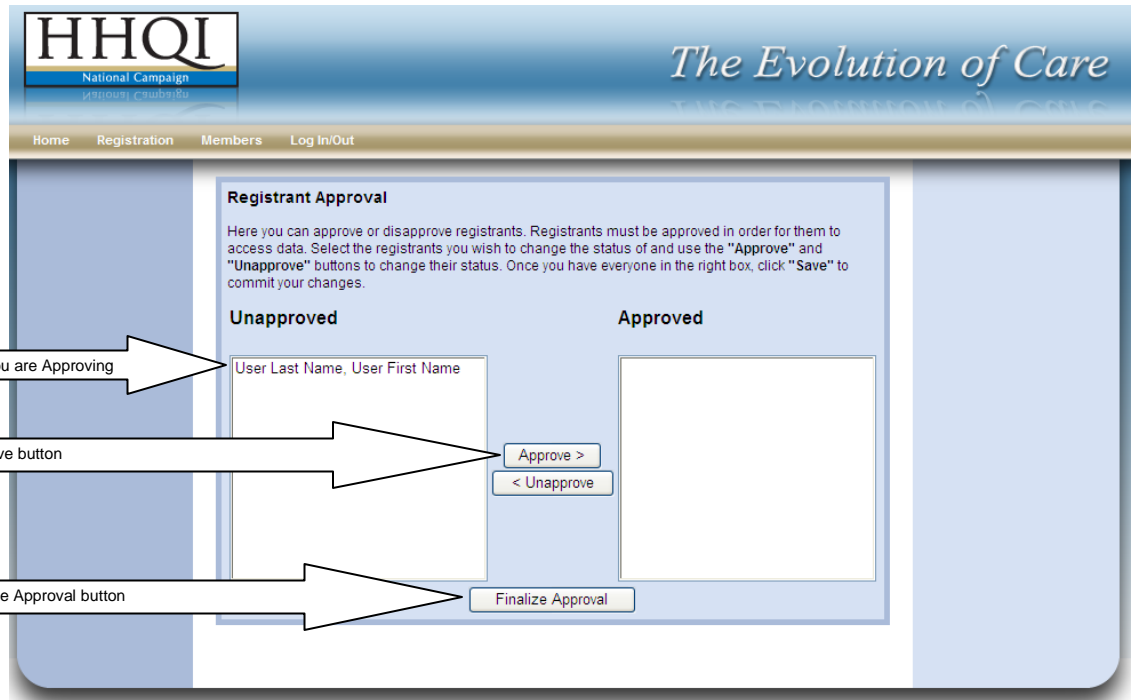 HHQI
National Campaign
The Evolution of Care
Home Registration Members Log In/Out
Registrant Approval
Here you can approve or disapprove registrants. Registrants must be approved in order for them to
access data. Select the registrants you wish to change the status of and use the "Approve" and
"Unapprove" buttons to change their status. Once you have everyone in the right box, click "Save" to
commit your changes.
Unapproved Approved
are Approving
User Last Name, User First Name
button
Approve >
< Unapprove
Approval button
Finalize Approval